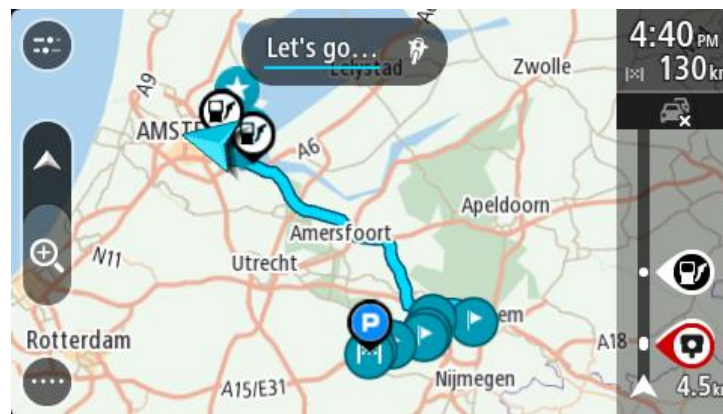 Let's go...
4:40 PM
130 km
Lelystad
Zwolle
A9
AMST
A6
Apeldoorn
Amersfoort
N11
Utrecht
P
em
Rotterdam
A18
A15/E31
Nijmegen
4.5 km